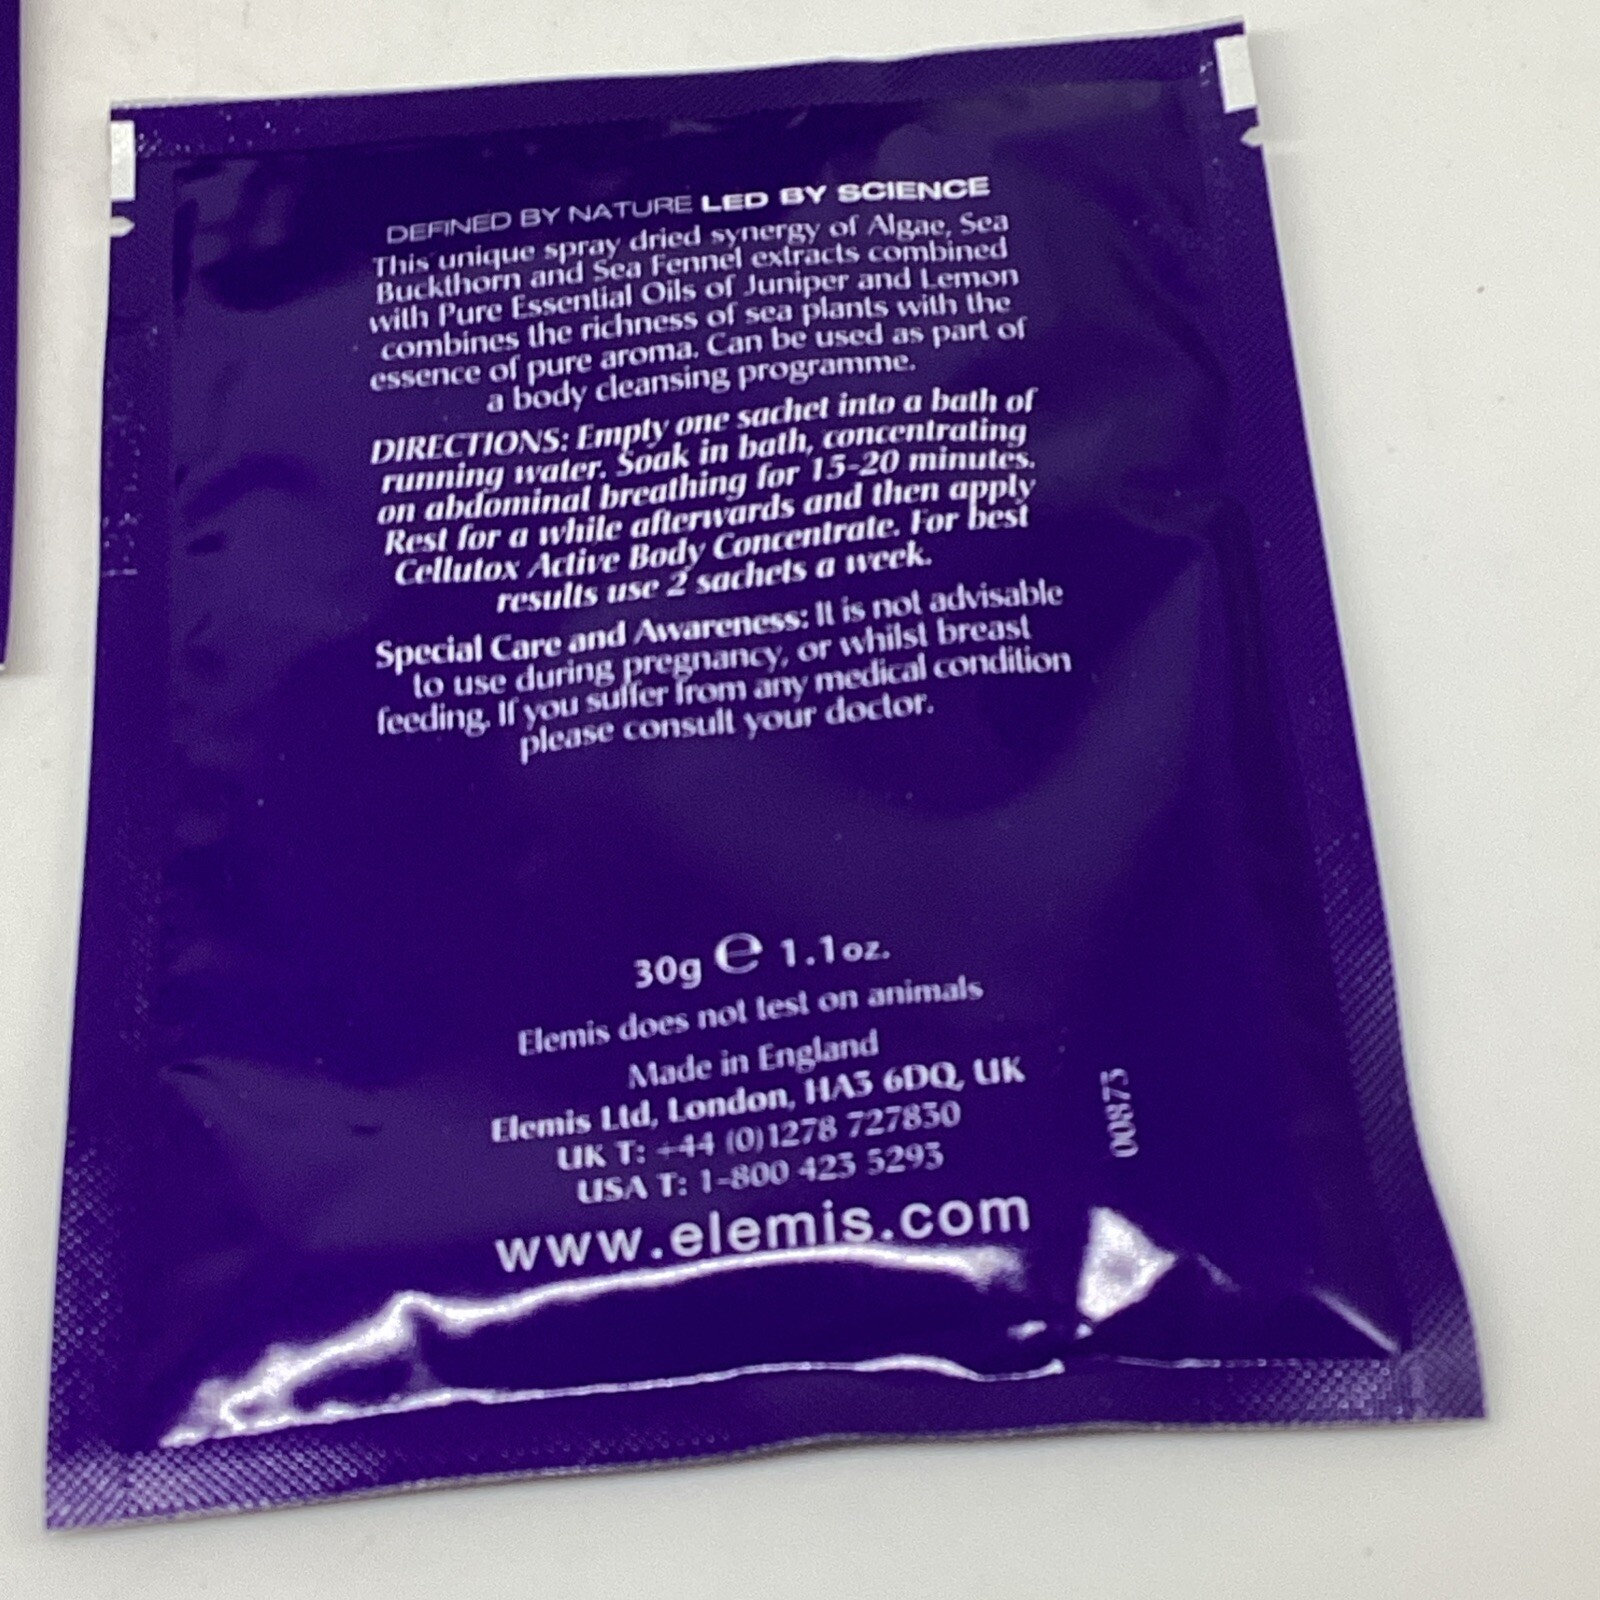 DEFINED BY NATURE LED BY SCIENCE
This unique spray dried synergy of Algae, Sea
Buckthorn and Sea Fennel extracts combined
with Pure Essential Oils of Juniper and Lemon
combines the richness of sea plants with the
essence of pure aroma. Can be used as part of
a body cleansing programme.
DIRECTIONS: Empty one sachet into a bath of
running water. Soak in bath, concentrating
on abdominal breathing for 15-20 minutes.
Rest for a while afterwards and then apply
Cellutox Active Body Concentrate. For best
results use 2 sachets a week.
Special Care and Awareness: It is not advisable
to use during pregnancy, or whilst breast
feeding. If you suffer from any medical condition
please consult your doctor.
30g e 1.1oz.
Elemis does not test on animals
Made in England
Elemis Ltd, London, HA3 6DQ, UK
UK T: +44 (0)1278 727830
USA T: 1-800 423 5293
www.elemis.com
00873